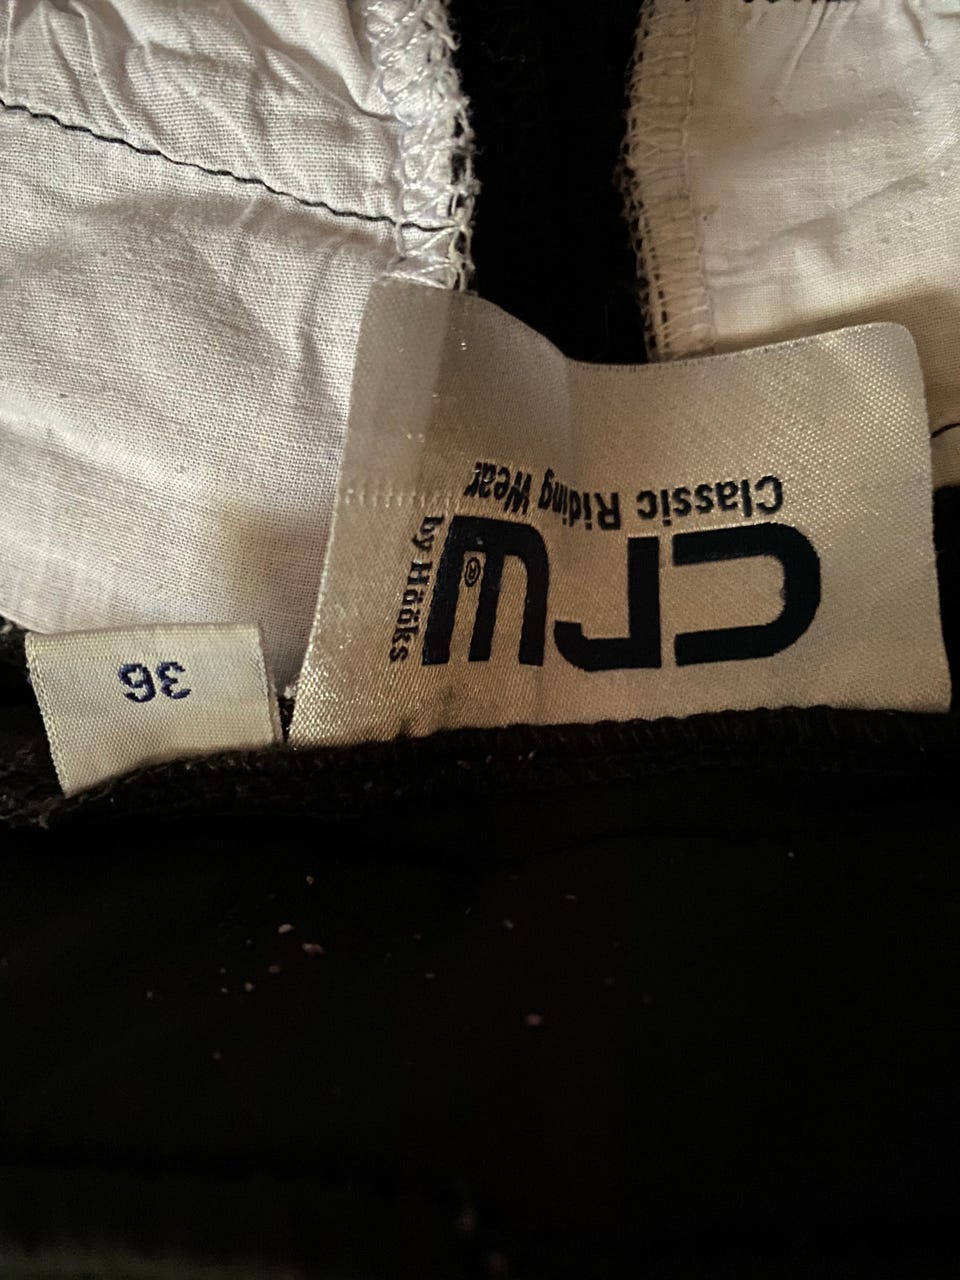 crw®
by Hööks
Classic Riding Wear
36